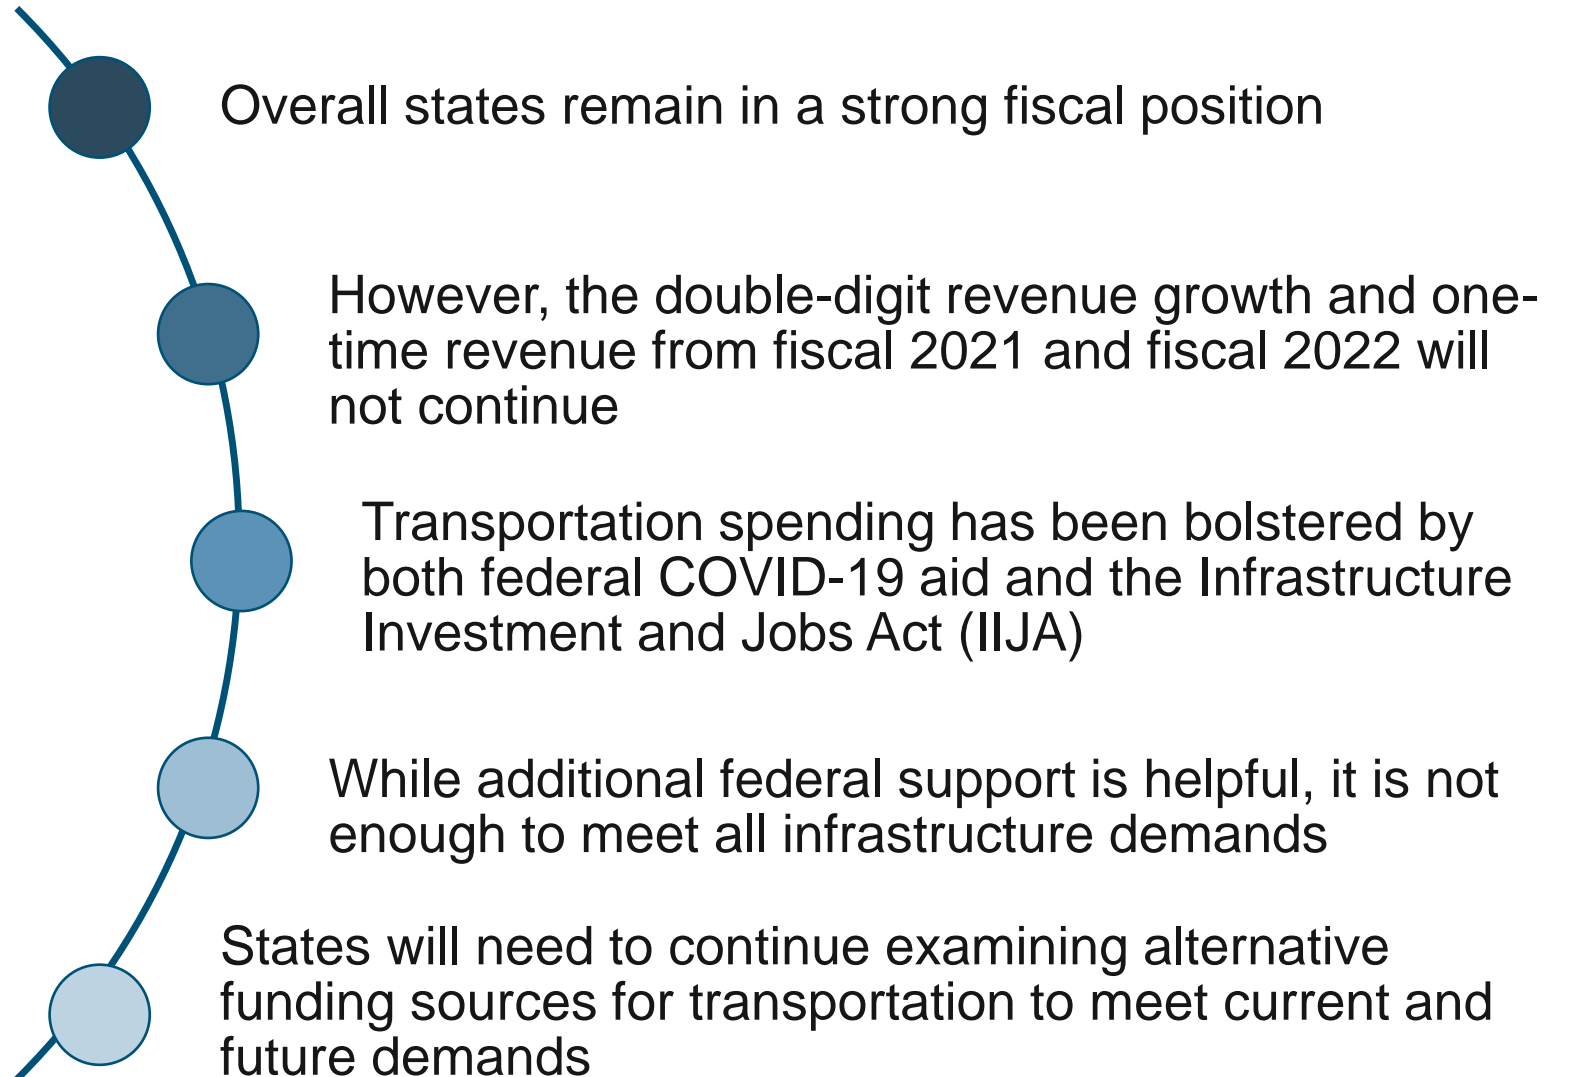 Overall states remain in a strong fiscal position
However, the double-digit revenue growth and one-
time revenue from fiscal 2021 and fiscal 2022 will
not continue
Transportation spending has been bolstered by
both federal COVID-19 aid and the Infrastructure
Investment and Jobs Act (IIJA)
While additional federal support is helpful, it is not
enough to meet all infrastructure demands
States will need to continue examining alternative
funding sources for transportation to meet current and
future demands